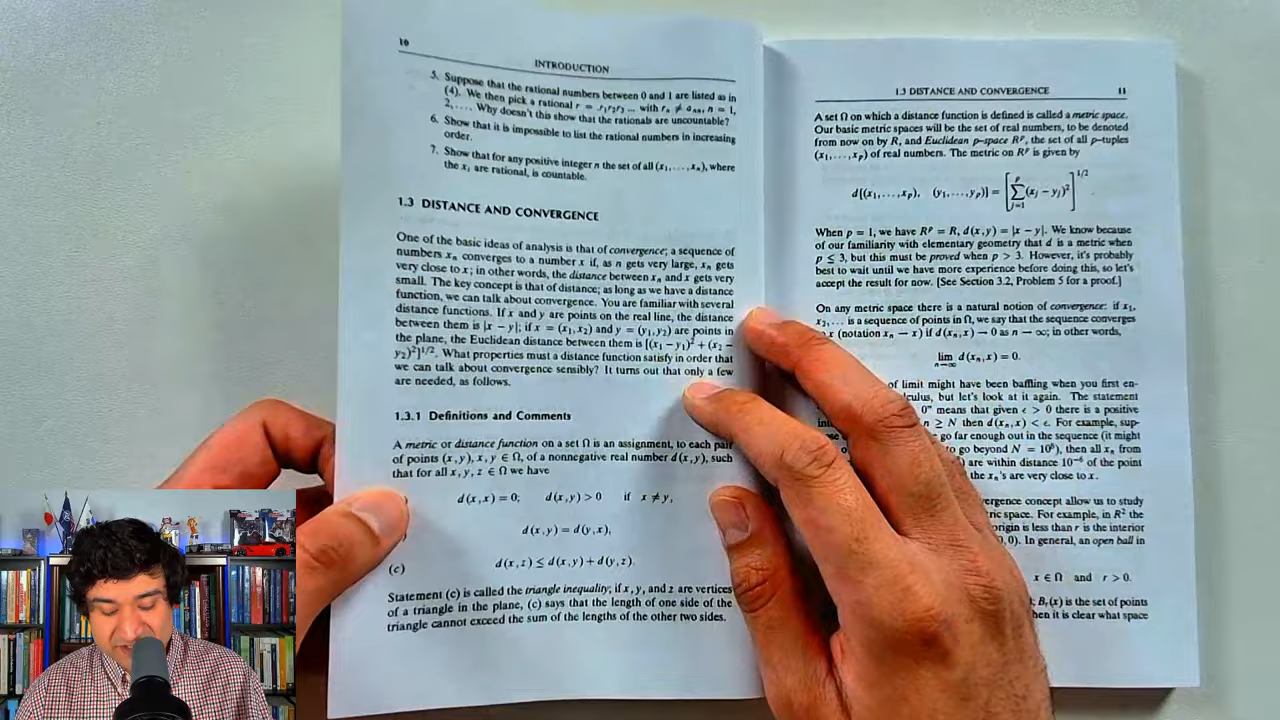 10
INTRODUCTION
5. Suppose that the rational numbers between 0 and 1 are listed as in
(4). We then pick a rational r = .r₁r₂r₃ ... with rₙ ≠ aₙₙ, n = 1,
2, .... Why doesn't this show that the rationals are uncountable?
6. Show that it is impossible to list the rational numbers in increasing
order.
7. Show that for any positive integer n the set of all (x₁,...,xₙ), where
the xᵢ are rational, is countable.
1.3 DISTANCE AND CONVERGENCE
One of the basic ideas of analysis is that of convergence; a sequence of
numbers xₙ converges to a number x if, as n gets very large, xₙ gets
very close to x; in other words, the distance between xₙ and x gets very
small. The key concept is that of distance; as long as we have a distance
function, we can talk about convergence. You are familiar with several
distance functions. If x and y are points on the real line, the distance
between them is |x − y|; if x = (x₁,x₂) and y = (y₁,y₂) are points in
the plane, the Euclidean distance between them is [(x₁ − y₁)² + (x₂ −
y₂)²]^1/2. What properties must a distance function satisfy in order that
we can talk about convergence sensibly? It turns out that only a few
are needed, as follows.
1.3.1 Definitions and Comments
A metric or distance function on a set Ω is an assignment, to each pair
of points (x,y), x,y ∈ Ω, of a nonnegative real number d(x,y), such
that for all x,y,z ∈ Ω we have
d(x,x) = 0; d(x,y) > 0 if x ≠ y,
d(x,y) = d(y,x),
(c) d(x,z) ≤ d(x,y) + d(y,z).
Statement (c) is called the triangle inequality; if x, y, and z are vertices
of a triangle in the plane, (c) says that the length of one side of the
triangle cannot exceed the sum of the lengths of the other two sides.
1.3 DISTANCE AND CONVERGENCE 11
A set Ω on which a distance function is defined is called a metric space.
Our basic metric spaces will be the set of real numbers, to be denoted
from now on by R, and Euclidean p-space Rᵖ, the set of all p-tuples
(x₁,...,xₚ) of real numbers. The metric on Rᵖ is given by
d[(x₁,...,xₚ), (y₁,...,yₚ)] = [∑_{j=1}^{p}(xⱼ − yⱼ)²]^1/2.
When p = 1, we have Rᵖ = R, d(x,y) = |x − y|. We know because
of our familiarity with elementary geometry that d is a metric when
p ≤ 3, but this must be proved when p > 3. However, it's probably
best to wait until we have more experience before doing this, so let's
accept the result for now. [See Section 3.2, Problem 5 for a proof.]
On any metric space there is a natural notion of convergence: if x₁,
x₂,... is a sequence of points in Ω, we say that the sequence converges
x (notation xₙ → x) if d(xₙ,x) → 0 as n → ∞; in other words,
lim_{n→∞} d(xₙ,x) = 0.
of limit might have been baffling when you first en-
calculus, but let's look at it again. The statement
0" means that given ε > 0 there is a positive
n ≥ N then d(xₙ,x) < ε. For example, sup-
go far enough out in the sequence (it might
to go beyond N = 10⁶), then all xₙ from
) are within distance 10⁻⁶ of the point
the xₙ's are very close to x.
concept allow us to study
space. For example, in R² the
origin is less than r is the interior
0,0). In general, an open ball in
x ∈ Ω and r > 0.
Bᵣ(x) is the set of points
it is clear what space